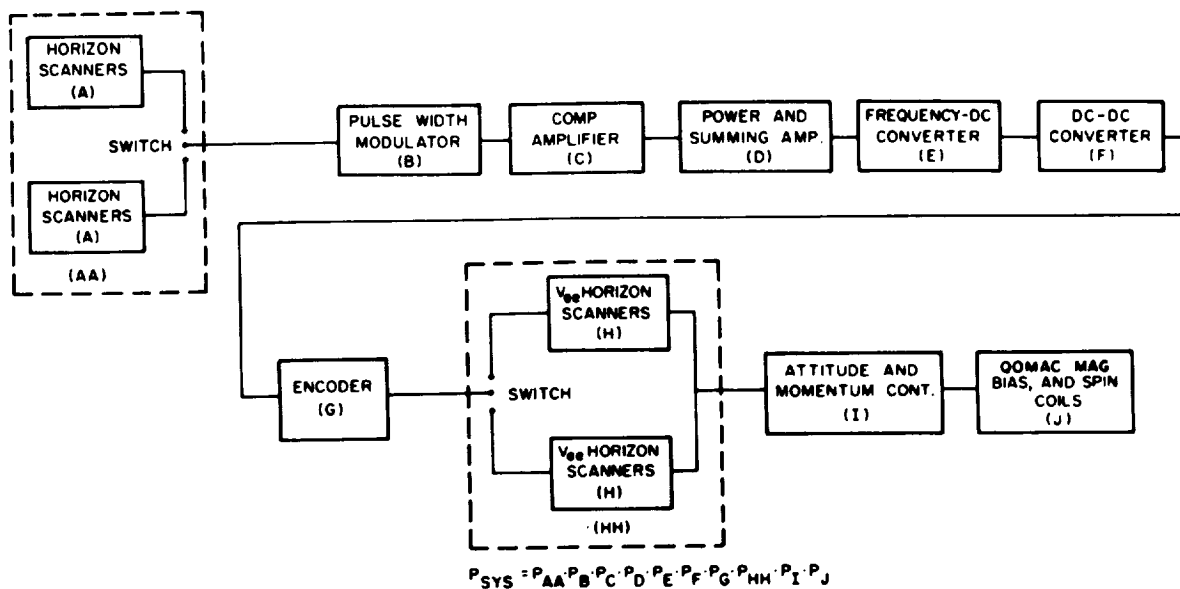 HORIZON
SCANNERS
(A)
SWITCH
HORIZON
SCANNERS
(A)
(AA)
PULSE WIDTH
MODULATOR
(B)
COMP
AMPLIFIER
(C)
POWER AND
SUMMING AMP.
(D)
FREQUENCY-DC
CONVERTER
(E)
DC-DC
CONVERTER
(F)
ENCODER
(G)
SWITCH
Vee HORIZON
SCANNERS
(H)
Vee HORIZON
SCANNERS
(H)
(HH)
ATTITUDE AND
MOMENTUM CONT.
(I)
QOMAC MAG
BIAS, AND SPIN
COILS
(J)
PSYS = PAA·PB·PC·PD·PE·PF·PG·PHH·PI·PJ